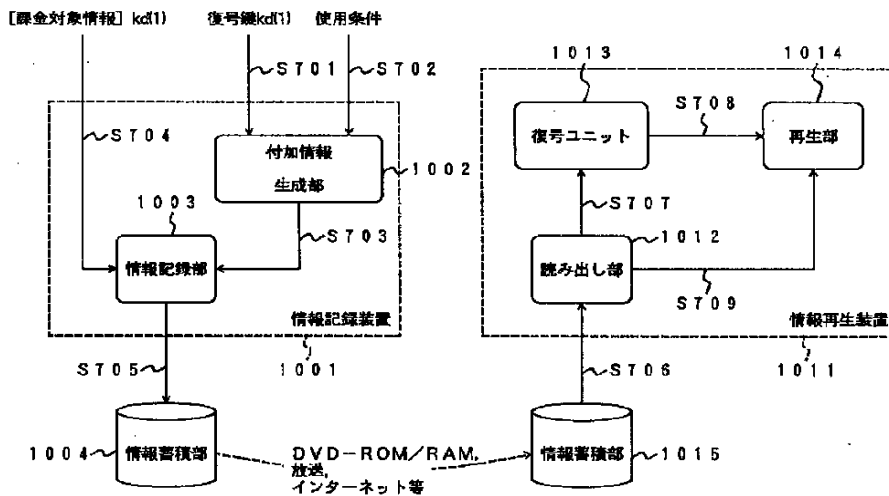 [課金対象情報] kd(1)
復号鍵kd(1)
使用条件
S701
S702
S704
付加情報
生成部
1002
1003
S703
情報記録部
情報記録装置
S705
1001
1004
情報蓄積部
DVD-ROM/RAM,
放送,
インターネット等
1013
1014
S708
復号ユニット
再生部
S707
1012
読み出し部
S709
情報再生装置
S706
1011
情報蓄積部
1015